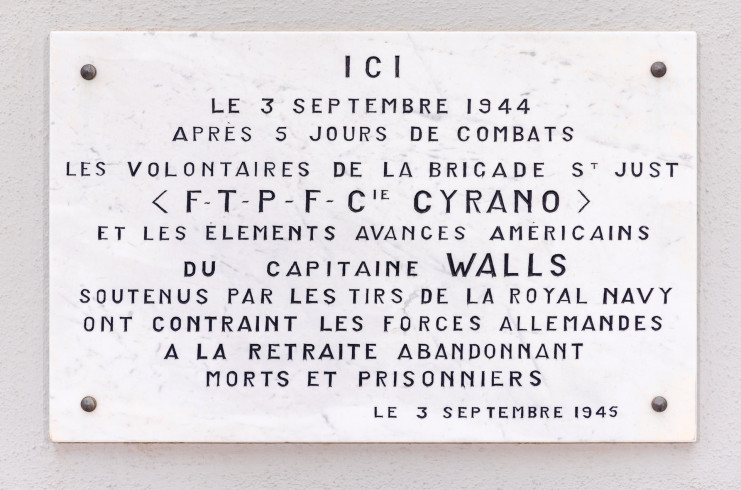 ICI
LE 3 SEPTEMBRE 1944
APRÈS 5 JOURS DE COMBATS
LES VOLONTAIRES DE LA BRIGADE ST JUST
< F-T-P-F-CIE CYRANO >
ET LES ÉLEMENTS AVANCÉS AMÉRICAINS
DU CAPITAINE WALLS
SOUTENUS PAR LES TIRS DE LA ROYAL NAVY
ONT CONTRAINT LES FORCES ALLEMANDES
A LA RETRAITE ABANDONNANT
MORTS ET PRISONNIERS
LE 3 SEPTEMBRE 1945